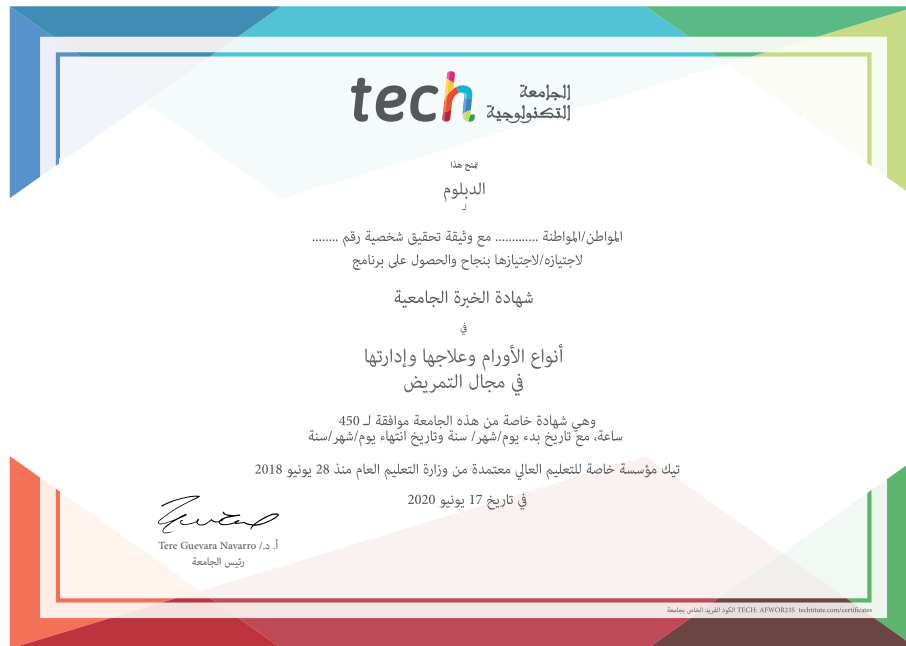 tech الجامعة
التكنولوجية
تمنح هذا
الدبلوم
لـ
المواطن/المواطنة ............. مع وثيقة تحقيق شخصية رقم ........
لاجتيازه/لاجتيازها بنجاح والحصول على برنامج
شهادة الخبرة الجامعية
في
أنواع الأورام وعلاجها وإدارتها
في مجال التمريض
وهي شهادة خاصة من هذه الجامعة موافقة لـ 450
ساعة، مع تاريخ بدء يوم/شهر/ سنة وتاريخ انتهاء يوم/شهر/سنة
تيك مؤسسة خاصة للتعليم العالي معتمدة من وزارة التعليم العام منذ 28 يونيو 2018
في تاريخ 17 يونيو 2020
أ. د./ Tere Guevara Navarro
رئيس الجامعة
الكود الفريد الخاص بجامعة TECH: AFWOR23S techtitute.com/certificates